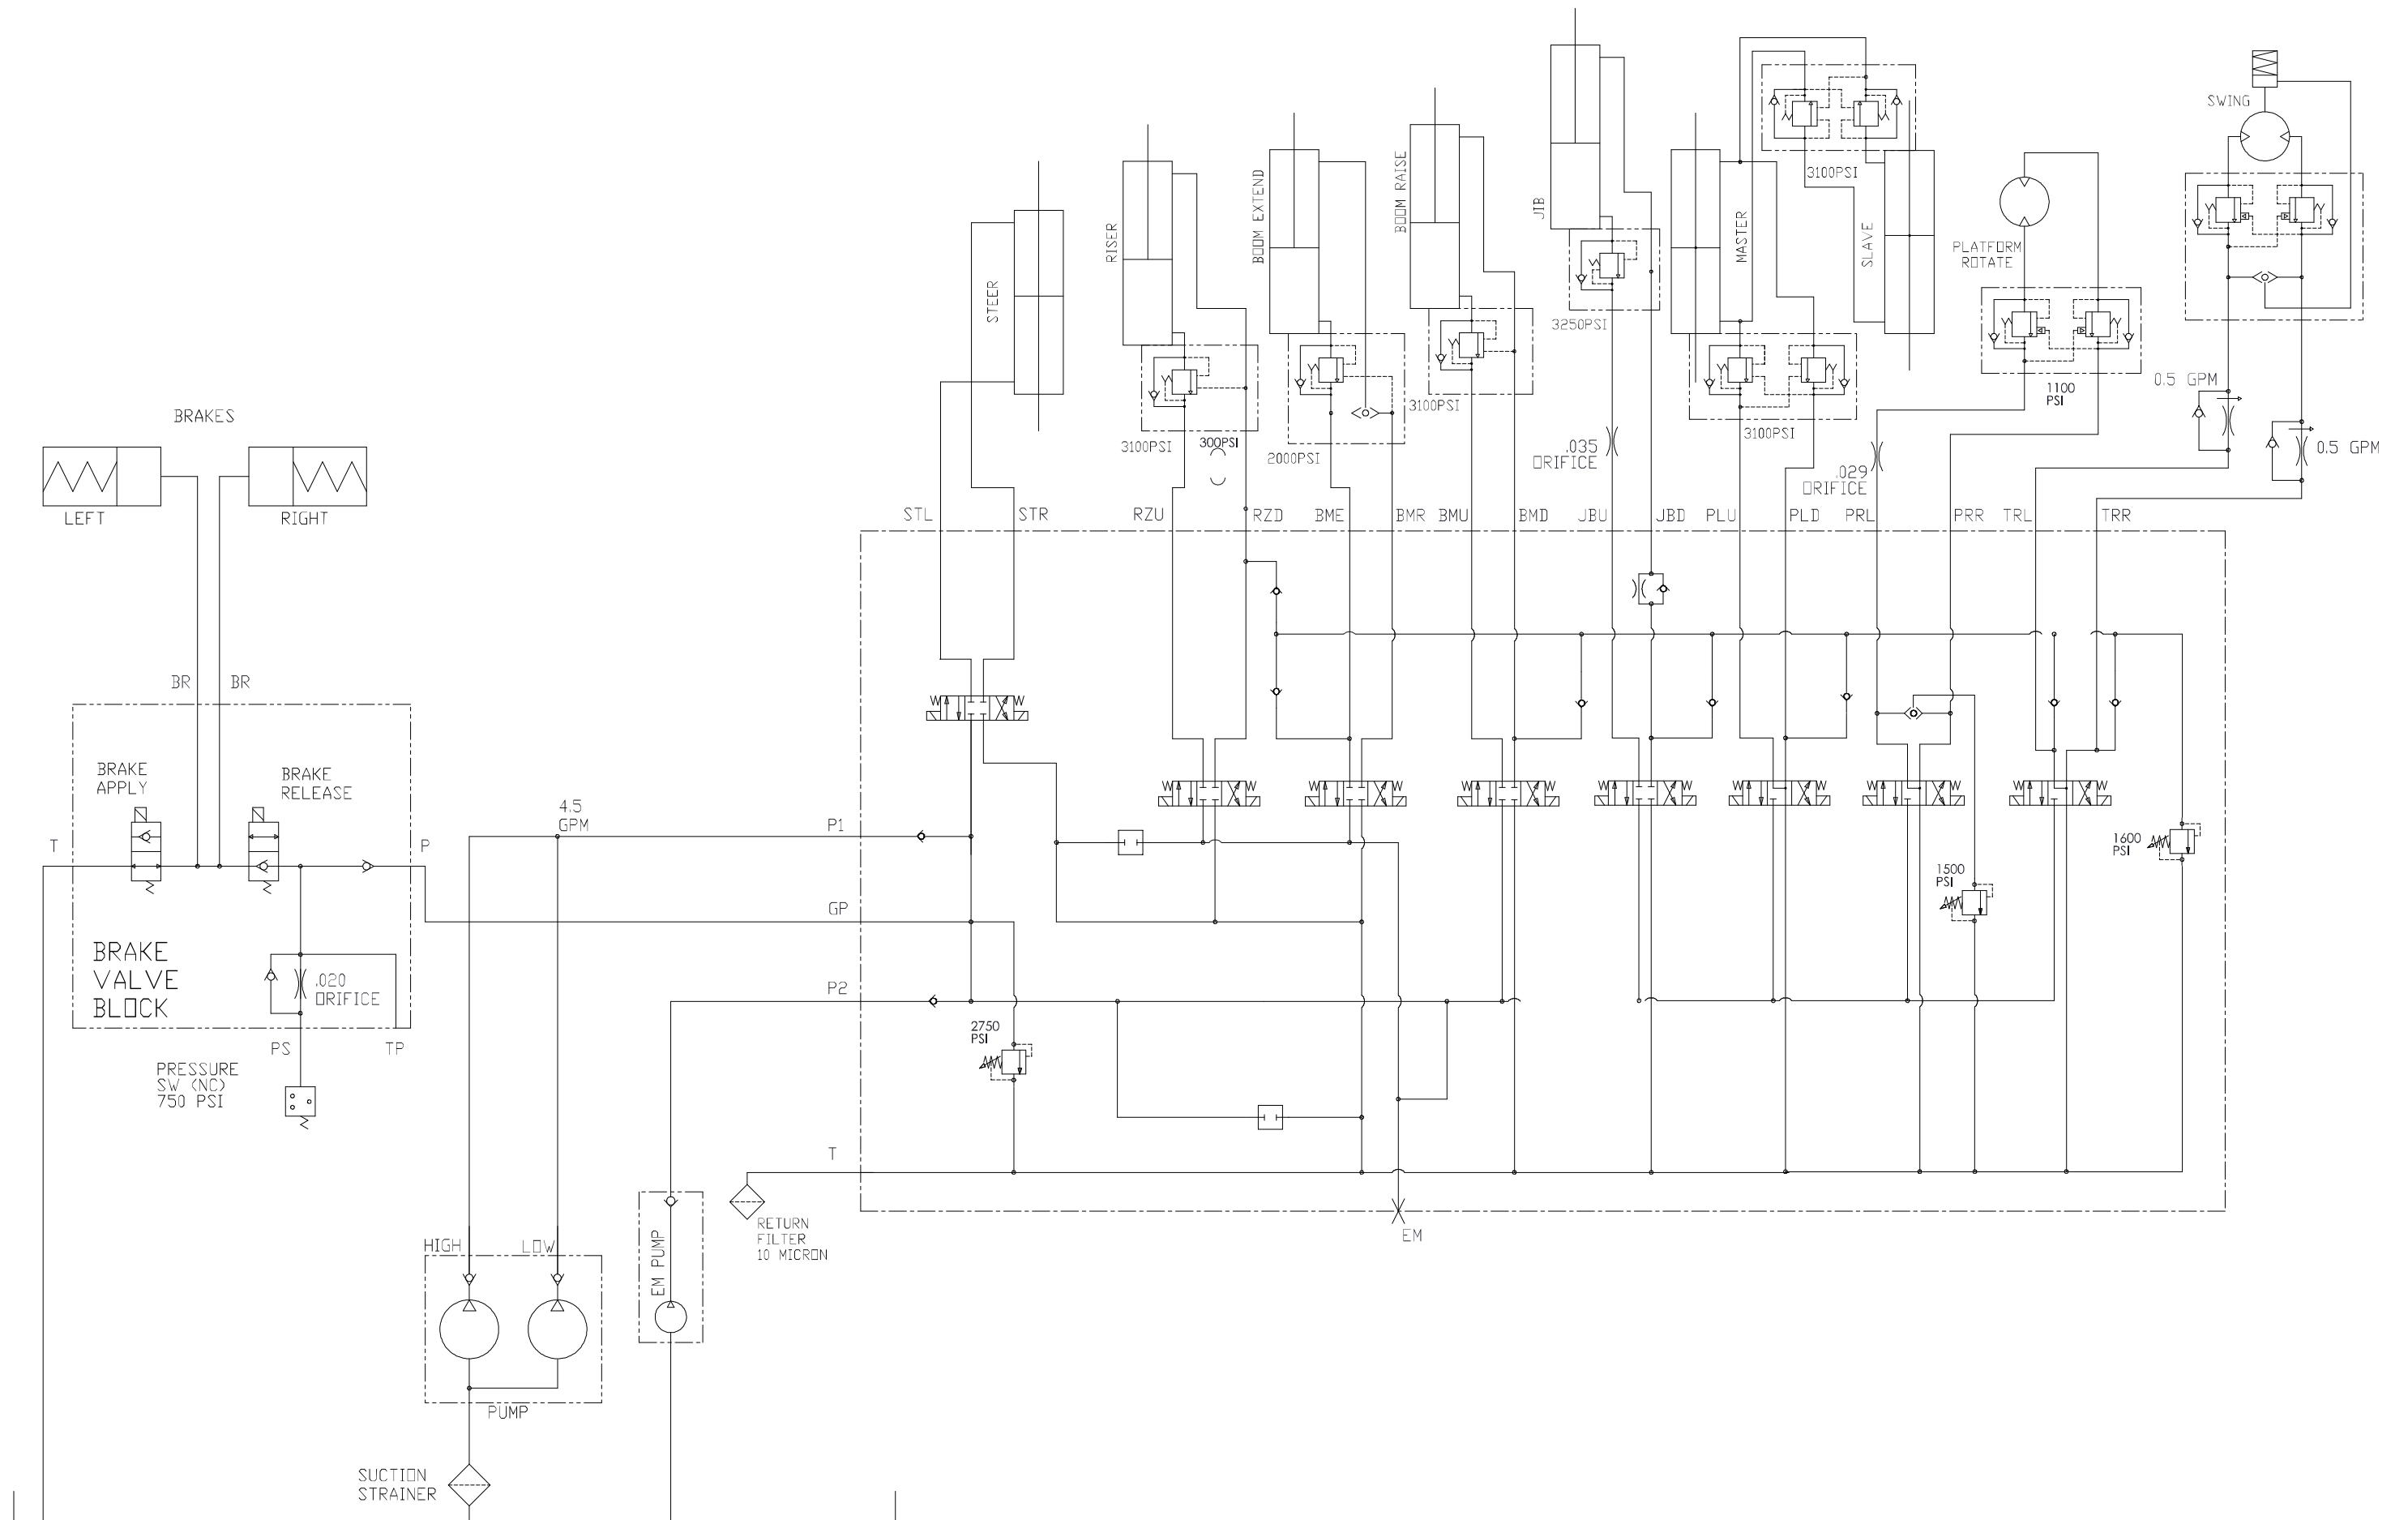 SWING
BOOM RAISE
JIB
3100PSI
BOOM EXTEND
RISER
MASTER
SLAVE
PLATFORM
ROTATE
STEER
3250PSI
1100
PSI
0.5 GPM
BRAKES
3100PSI
300PSI
2000PSI
3100PSI
3100PSI
.035
ORIFICE
.029
ORIFICE
0.5 GPM
LEFT
RIGHT
STL
STR
RZU
RZD
BME
BMR
BMU
BMD
JBU
JBD
PLU
PLD
PRL
PRR
TRL
TRR
BR
BR
BRAKE
APPLY
BRAKE
RELEASE
4.5
GPM
T
P
P1
1600
PSI
1500
PSI
GP
BRAKE
VALVE
BLOCK
.020
ORIFICE
P2
2750
PSI
PS
TP
PRESSURE
SW (NC)
750 PSI
T
RETURN
FILTER
10 MICRON
EM
HIGH
LOW
EM PUMP
PUMP
SUCTION
STRAINER